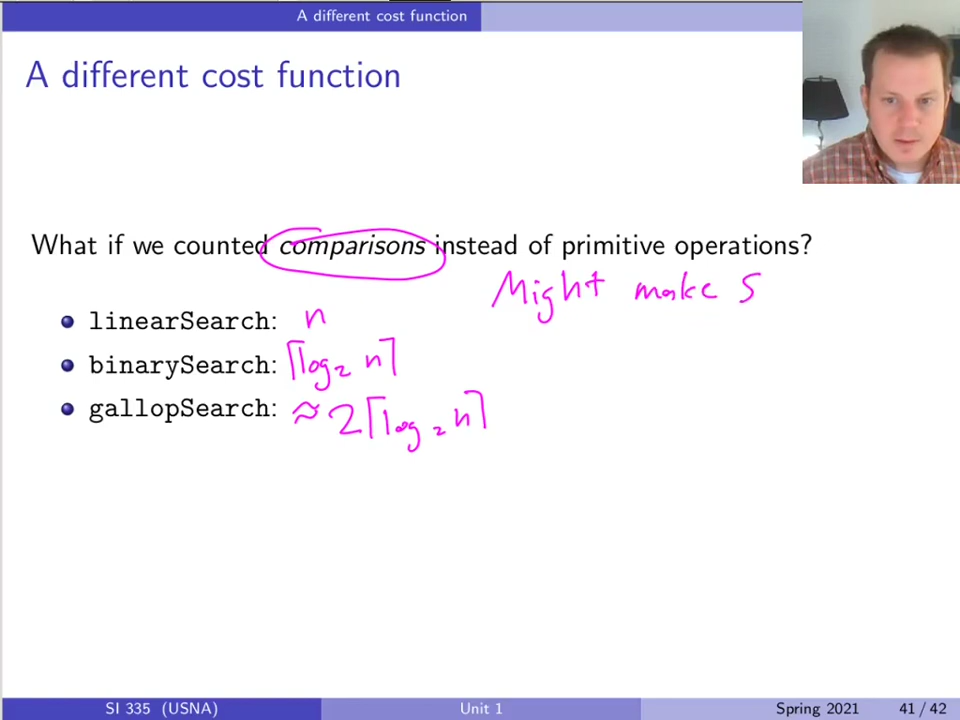 A different cost function
A different cost function
What if we counted comparisons instead of primitive operations?
Might make s
linearSearch: n
binarySearch: ⌈log₂ n⌉
gallopSearch: ≈ 2⌈log₂ n⌉
SI 335 (USNA) Unit 1 Spring 2021 41 / 42